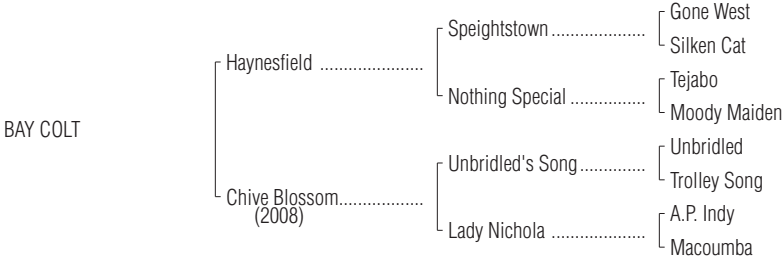 Gone West
Speightstown ....................
Silken Cat
Haynesfield ......................
Tejabo
Nothing Special ................
Moody Maiden
BAY COLT
Unbridled
Unbridled's Song..............
Trolley Song
Chive Blossom..................
(2008)
A.P. Indy
Lady Nichola ....................
Macoumba